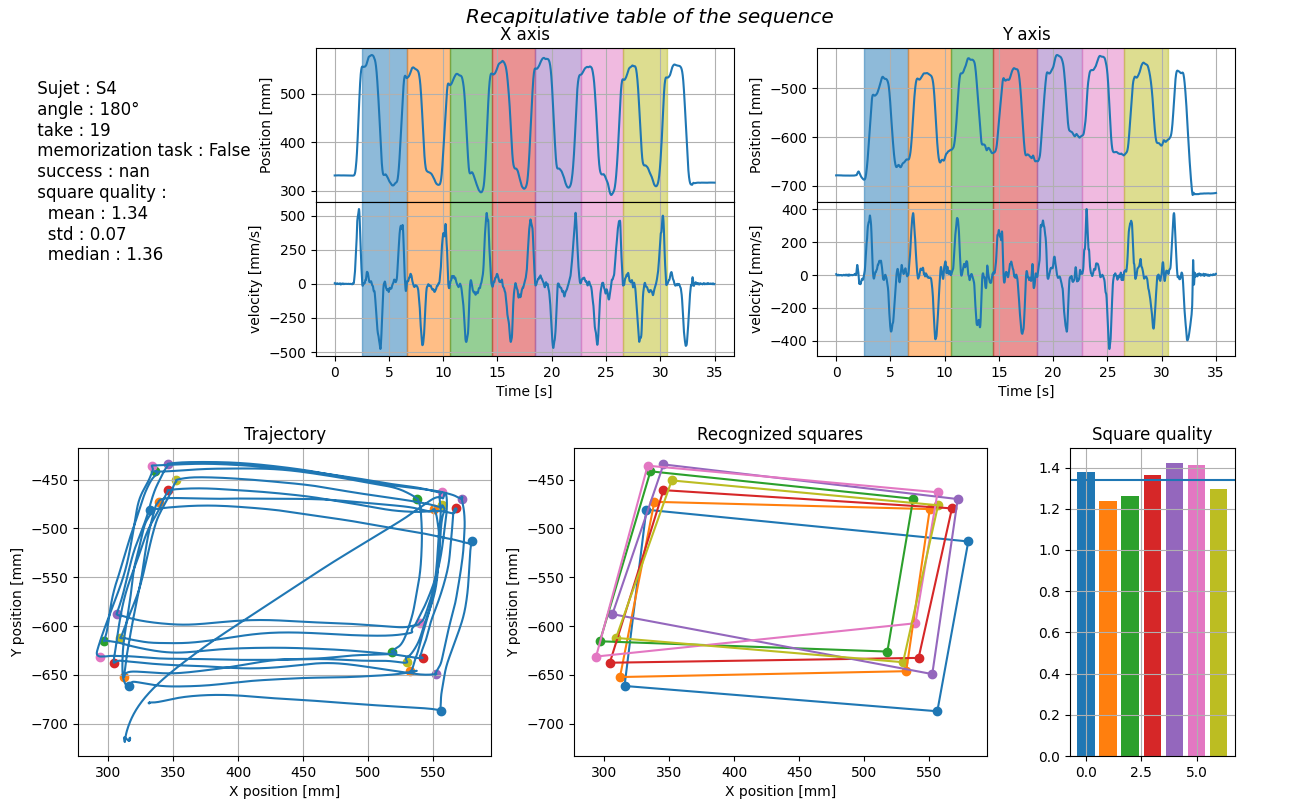 Recapitulative table of the sequence
X axis
Y axis
Sujet : S4
angle : 180°
take : 19
memorization task : False
success : nan
square quality :
mean : 1.34
std : 0.07
median : 1.36
Position [mm]
500
400
300
velocity [mm/s]
500
250
0
−250
−500
0 5 10 15 20 25 30 35
Time [s]
Position [mm]
−500
−600
−700
velocity [mm/s]
400
200
0
−200
−400
0 5 10 15 20 25 30 35
Time [s]
Trajectory
Y position [mm]
−450
−500
−550
−600
−650
−700
300 350 400 450 500 550
X position [mm]
Recognized squares
Y position [mm]
−450
−500
−550
−600
−650
−700
300 350 400 450 500 550
X position [mm]
Square quality
1.4
1.2
1.0
0.8
0.6
0.4
0.2
0.0
0.0 2.5 5.0